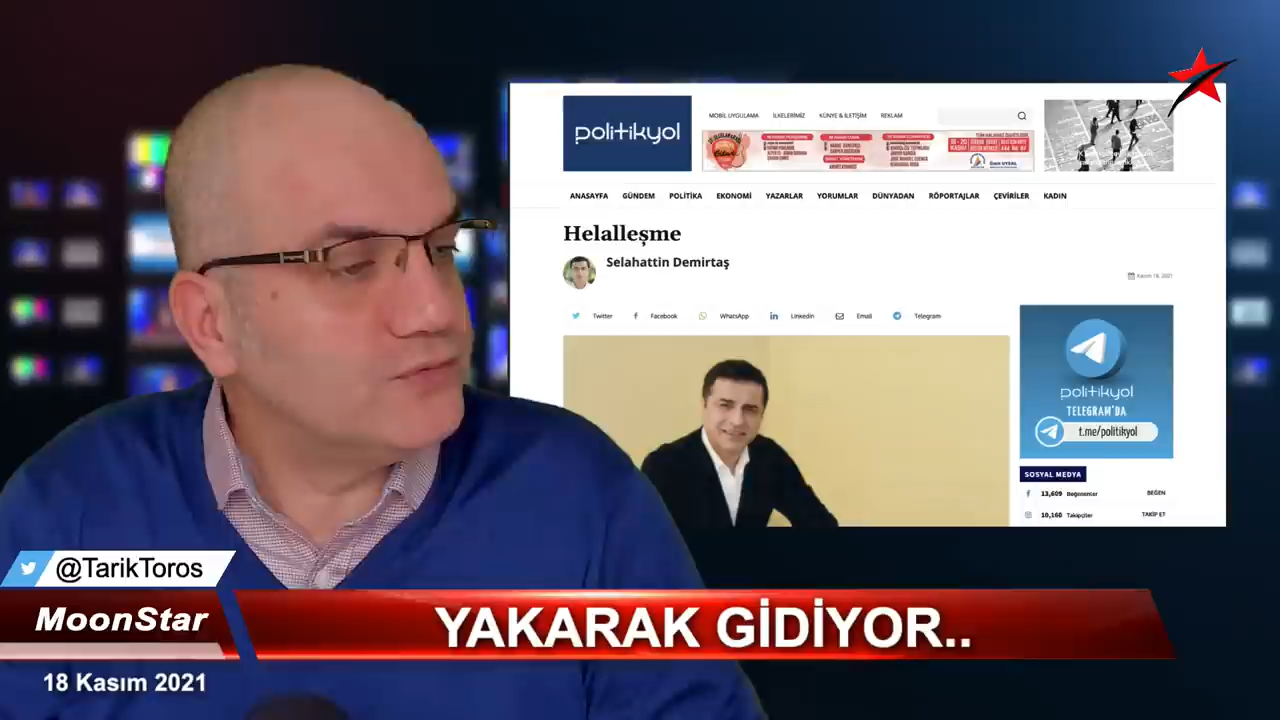 politikyol
MOBİL UYGULAMA
İLKELERİMİZ
KÜNYE & İLETİŞİM
REKLAM
ANASAYFA
GÜNDEM
POLİTİKA
EKONOMİ
YAZARLAR
YORUMLAR
DÜNYADAN
RÖPORTAJLAR
ÇEVİRİLER
KADIN
Helalleşme
Selahattin Demirtaş
Kasım 18, 2021
Twitter
Facebook
WhatsApp
Linkedin
Email
Telegram
politikyol
TELEGRAM'DA
t.me/politikyol
SOSYAL MEDYA
13,609 Beğenenler BEĞEN
10,160 Takipçiler TAKİP ET
@TarikToros
MoonStar
YAKARAK GİDİYOR..
18 Kasım 2021